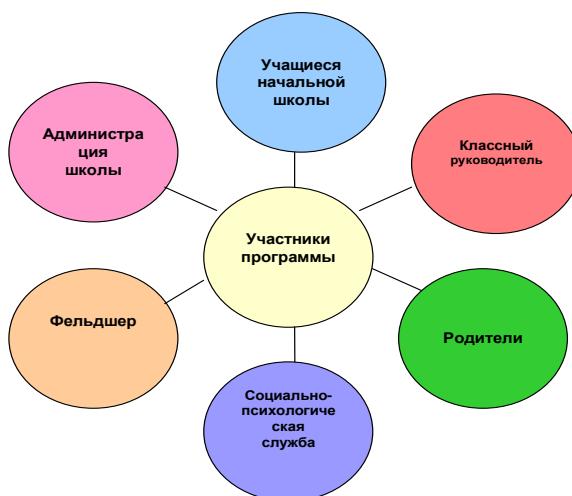 Учащиеся
начальной
школы
Администра
ция
школы
Классный
руководитель
Участники
программы
Фельдшер
Родители
Социально-
психологиче
ская
служба